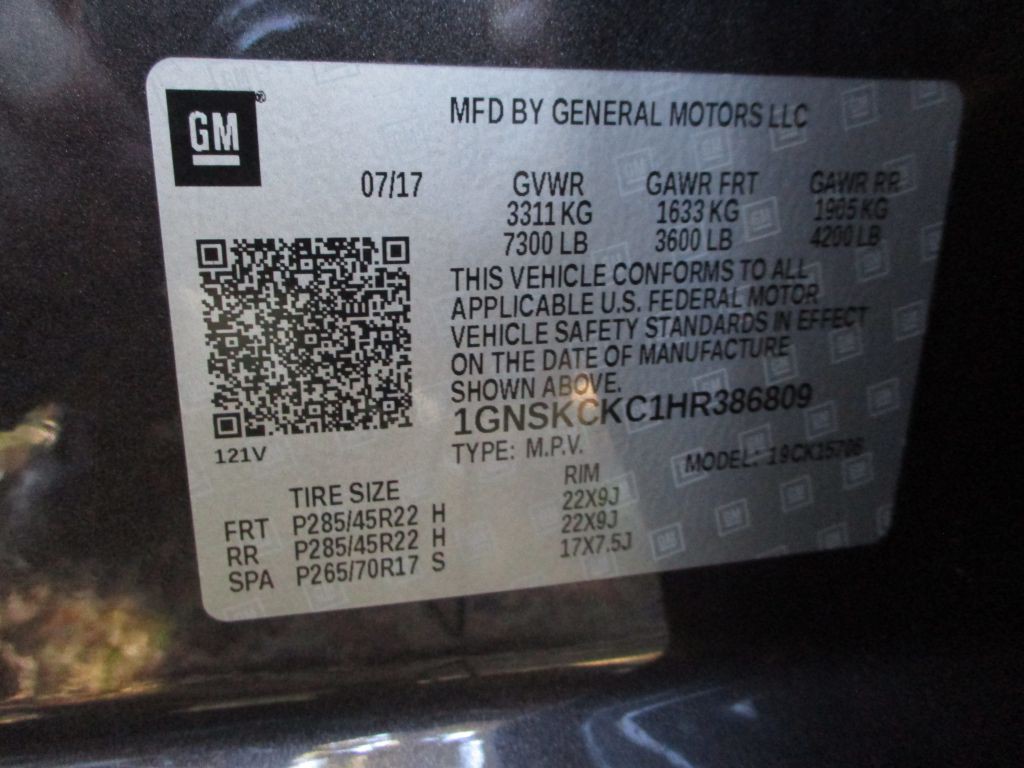 GM®
MFD BY GENERAL MOTORS LLC
07/17 GVWR GAWR FRT GAWR RR
3311 KG 1633 KG 1905 KG
7300 LB 3600 LB 4200 LB
THIS VEHICLE CONFORMS TO ALL
APPLICABLE U.S. FEDERAL MOTOR
VEHICLE SAFETY STANDARDS IN EFFECT
ON THE DATE OF MANUFACTURE
SHOWN ABOVE.
1GNSKCKC1HR386809
121V
TYPE: M.P.V. MODEL: 19CK15706
TIRE SIZE RIM
FRT P285/45R22 H 22X9J
RR P285/45R22 H 22X9J
SPA P265/70R17 S 17X7.5J